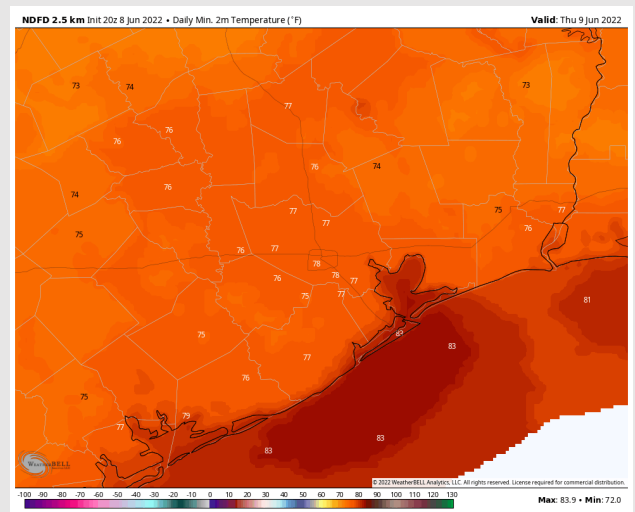 NDFD 2.5 km Init 20z 8 Jun 2022 • Daily Min. 2m Temperature (°F) Valid: Thu 9 Jun 2022
73 74 73
77
76 76
76 74
76
74
77 75 77
77 76
75
76 77
78
76 78 77
75 77
81
75 83
83
77
76
75
79
77
83
83
WeatherBELL
© 2022 WeatherBELL Analytics, LLC. All rights reserved. License required for commercial distribution.
-100 -90 -80 -70 -60 -50 -40 -30 -20 -10 0 10 20 30 40 50 60 70 80 90 100 110 120 130
Max: 83.9 • Min: 72.0